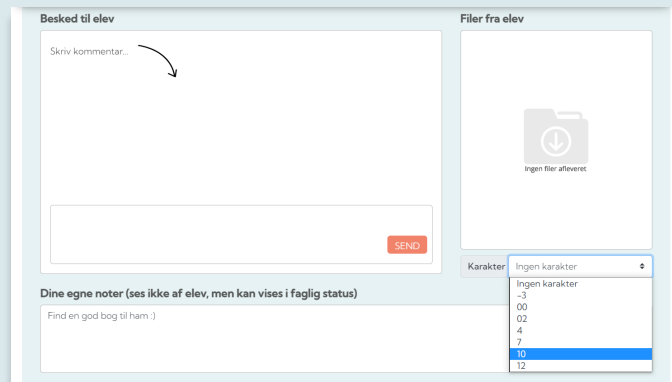 Besked til elev
Skriv kommentar...
SEND
Filer fra elev
Ingen filer afleveret
Karakter
Ingen karakter
Ingen karakter
-3
00
02
4
7
10
12
Dine egne noter (ses ikke af elev, men kan vises i faglig status)
Find en god bog til ham :)